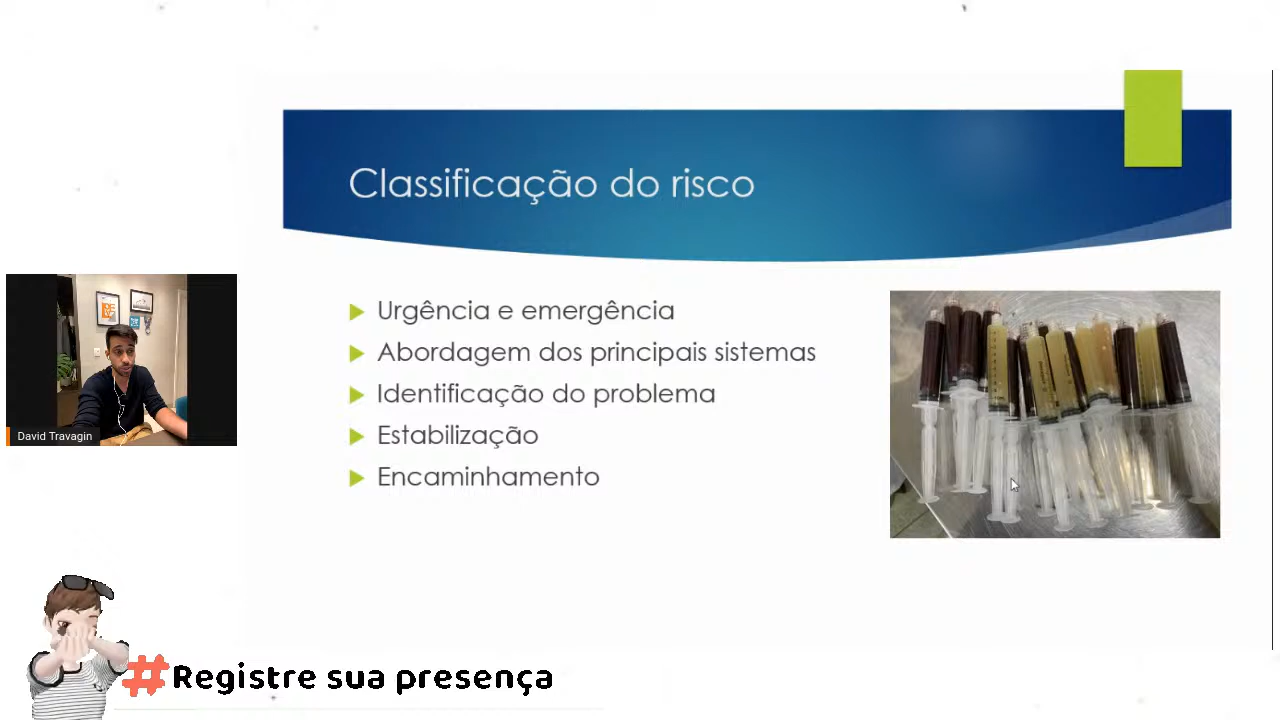 Classificação do risco
Urgência e emergência
Abordagem dos principais sistemas
Identificação do problema
Estabilização
Encaminhamento
David Travagin
#Registre sua presença